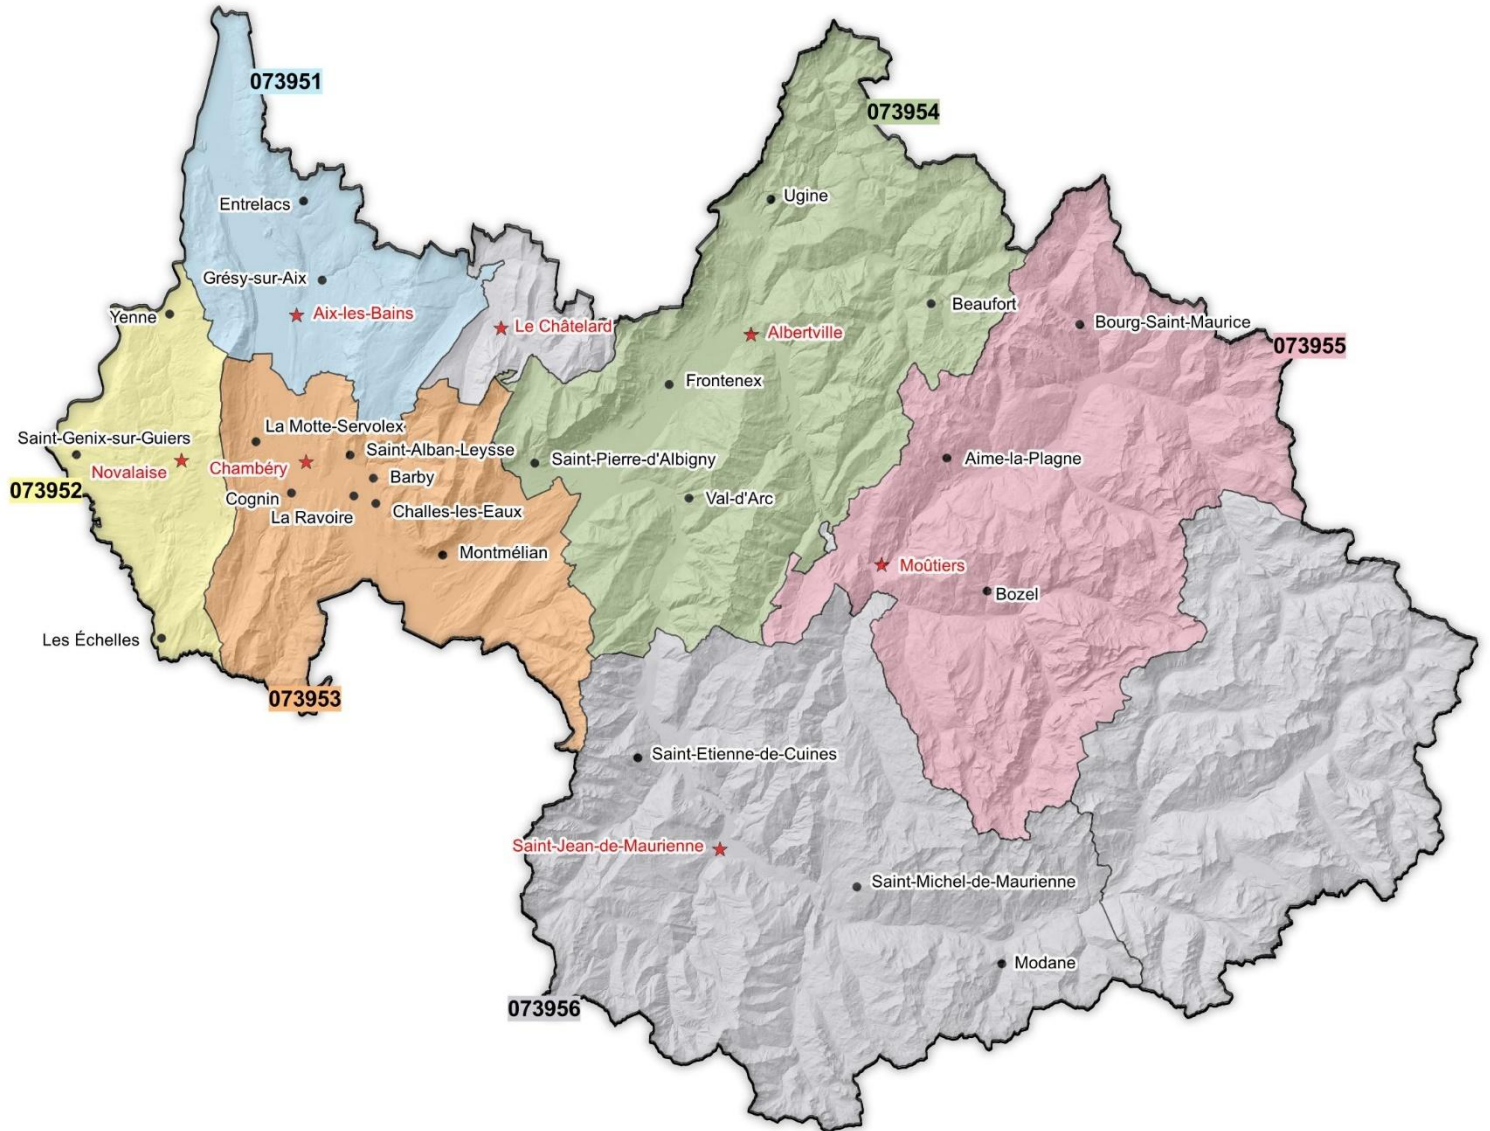 073951
073954
Ugine
Entrelacs
Grésy-sur-Aix
Beaufort
Yenne
Aix-les-Bains
Le Châtelard
Albertville
Bourg-Saint-Maurice
073955
Frontenex
La Motte-Servolex
Saint-Genix-sur-Guiers
Saint-Alban-Leysse
Saint-Pierre-d'Albigny
Aime-la-Plagne
Novalaise
Chambéry
Barby
073952
Cognin
Val-d'Arc
La Ravoire
Challes-les-Eaux
Montmélian
Moûtiers
Bozel
Les Échelles
073953
Saint-Etienne-de-Cuines
Saint-Jean-de-Maurienne
Saint-Michel-de-Maurienne
Modane
073956